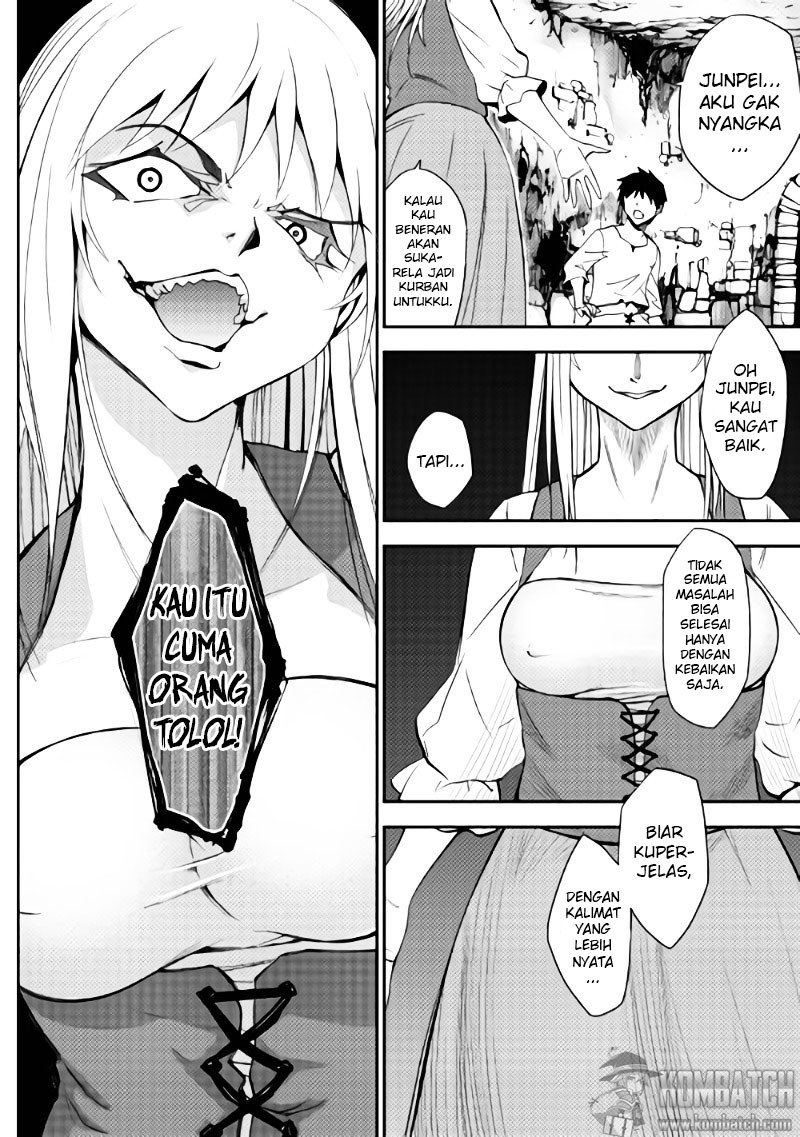 JUNPEI...
AKU GAK
NYANGKA
...
KALAU
KAU
BENERAN
AKAN
SUKA-
RELA JADI
KURBAN
UNTUKKU.
OH
JUNPEI,
KAU
SANGAT
BAIK.
TAPI...
TIDAK
SEMUA
MASALAH
BISA
SELESAI
HANYA
DENGAN
KEBAIKAN
SAJA.
BIAR
KUPER-
JELAS,
DENGAN
KALIMAT
YANG
LEBIH
NYATA
...
KAU ITU
CUMA
ORANG
TOLOL!
KOMBATCH
www.kombatch.com